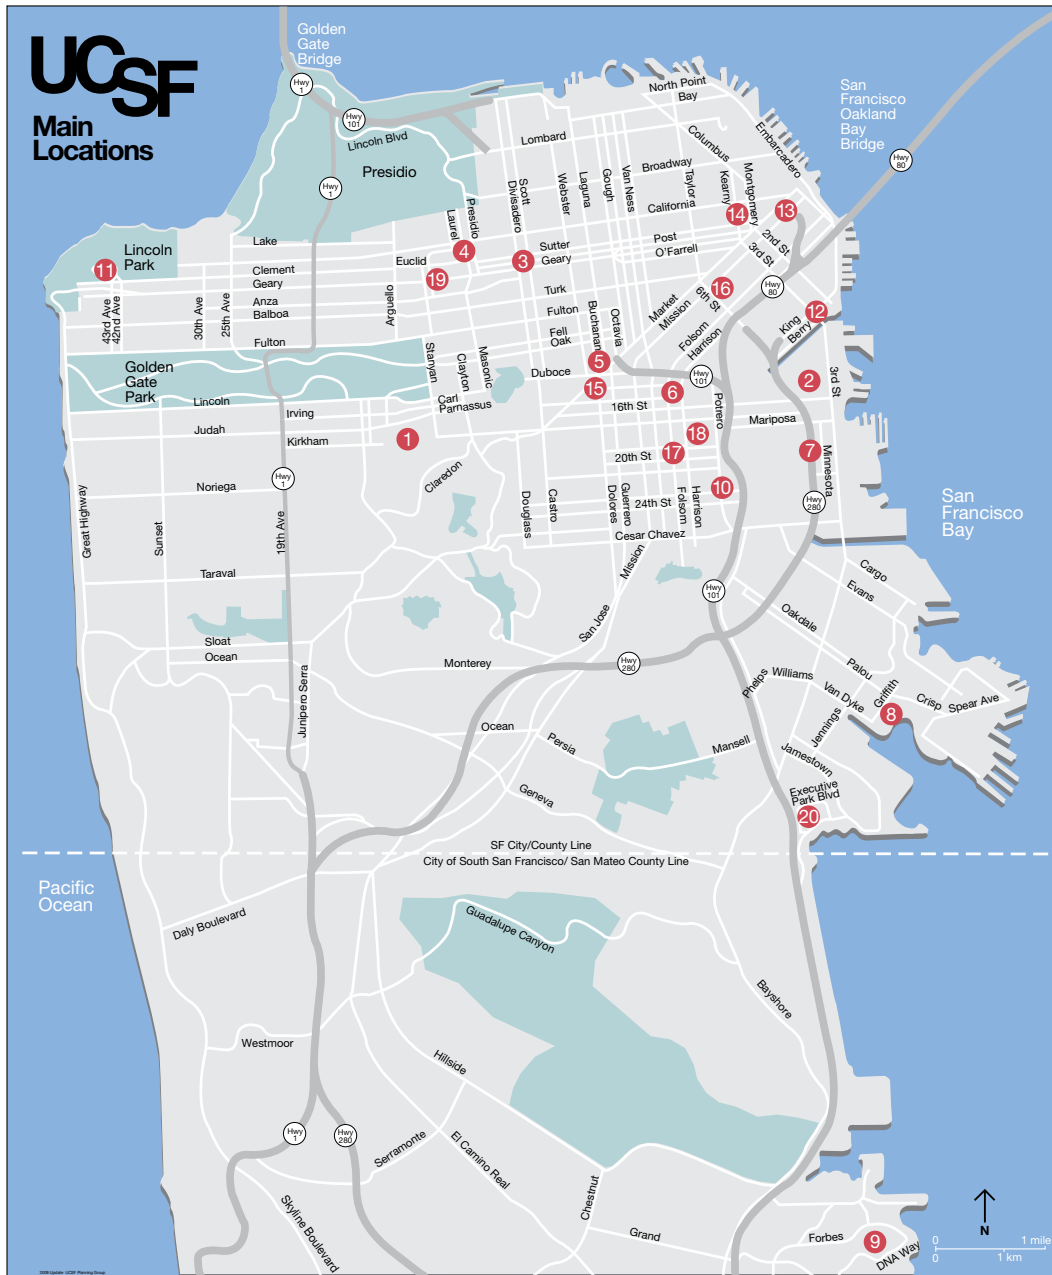 UCSF
Main
Locations
Golden
Gate
Bridge
Hwy
1
Hwy
101
Lincoln Blvd
Presidio
Hwy
1
North Point
Bay
Columbus
Embarcadero
San
Francisco
Oakland
Bay
Bridge
Hwy
80
Lombard
Broadway
California
Scott
Divisadero
Webster
Laguna
Gough
Van Ness
Taylor
Kearny
Montgomery
14
13
Presidio
Laurel
Lake
Euclid
4
3
Sutter
Geary
Post
O'Farrell
2nd St
3rd St
Lincoln
Park
11
Clement
Geary
19
Anza
Balboa
Arguello
Turk
Fulton
Fell
Oak
Buchanan
Octavia
Market
Mission
16
6th St
Folsom
Harrison
Hwy
80
12
King
Berry
43rd Ave
42nd Ave
30th Ave
25th Ave
Fulton
Golden
Gate
Park
Lincoln
Stanyan
Clayton
Masonic
Duboce
5
15
6
Hwy
101
2
3rd St
Carl
Parnassus
Irving
Judah
Kirkham
1
16th St
Potrero
Mariposa
18
17
20th St
7
Minnesota
Noriega
Hwy
1
Claredon
10
Great Highway
Sunset
19th Ave
Douglass
Castro
Dolores
Guerrero
24th St
Folsom
Harrison
Hwy
280
San
Francisco
Bay
Cesar Chavez
Mission
Taraval
Hwy
101
Cargo
Evans
Oakdale
San Jose
Sloat
Ocean
Junipero Serra
Monterey
Hwy
280
Phelps
Williams
Palou
Van Dyke
Griffith
Crisp
Spear Ave
8
Jennings
Ocean
Persia
Mansell
Jamestown
Geneva
Executive
Park Blvd
20
SF City/County Line
City of South San Francisco/ San Mateo County Line
Pacific
Ocean
Daly Boulevard
Guadalupe Canyon
Bayshore
Westmoor
Hillside
Hwy
1
Hwy
280
Serramonte
El Camino Real
Skyline Boulevard
Chestnut
Grand
Forbes
9
DNA Way
N
0
1 mile
0
1 km
2009 Update UCSF Planning Group